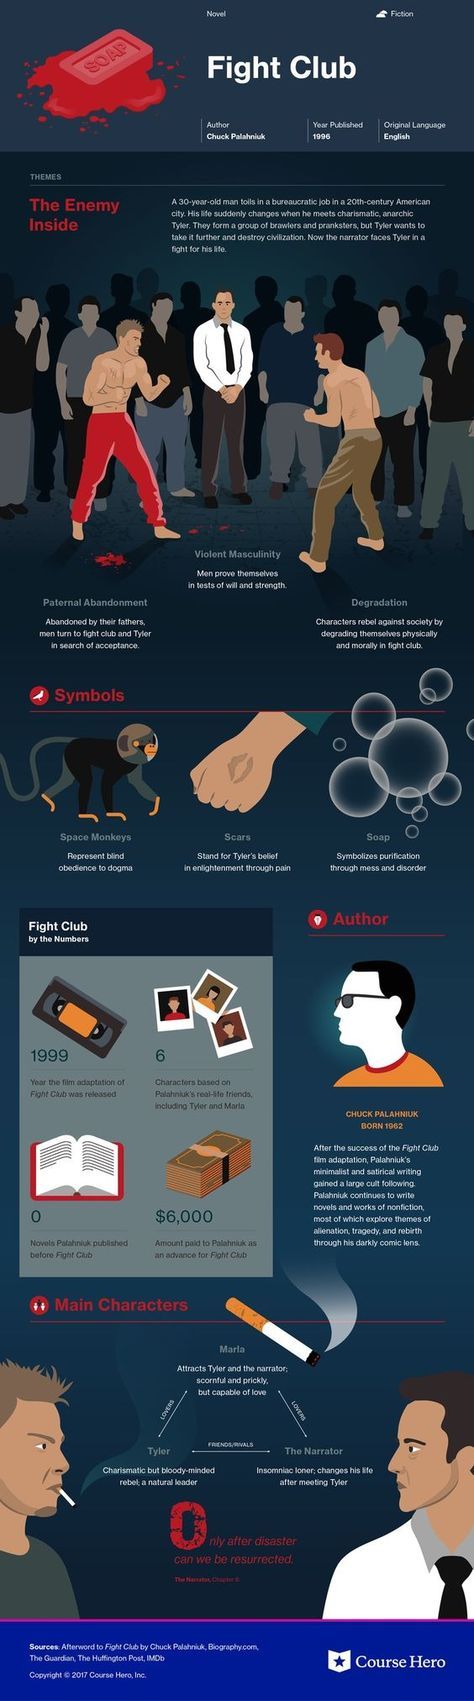 Novel
Fiction
SOAP
Fight Club
Author
Chuck Palahniuk
Year Published
1996
Original Language
English
THEMES
The Enemy
Inside
A 30-year-old man toils in a bureaucratic job in a 20th-century American
city. His life suddenly changes when he meets charismatic, anarchic
Tyler. They form a group of brawlers and pranksters, but Tyler wants to
take it further and destroy civilization. Now the narrator faces Tyler in a
fight for his life.
Violent Masculinity
Men prove themselves
in tests of will and strength.
Paternal Abandonment
Abandoned by their fathers,
men turn to fight club and Tyler
in search of acceptance.
Degradation
Characters rebel against society by
degrading themselves physically
and morally in fight club.
Symbols
Space Monkeys
Represent blind
obedience to dogma
Scars
Stand for Tyler's belief
in enlightenment through pain
Soap
Symbolizes purification
through mess and disorder
Fight Club
by the Numbers
1999
Year the film adaptation of
Fight Club was released
6
Characters based on
Palahniuk's real-life friends,
including Tyler and Marla
0
Novels Palahniuk published
before Fight Club
$6,000
Amount paid to Palahniuk as
an advance for Fight Club
Author
CHUCK PALAHNIUK
BORN 1962
After the success of the Fight Club
film adaptation, Palahniuk's
minimalist and satirical writing
gained a large cult following.
Palahniuk continues to write
novels and works of nonfiction,
most of which explore themes of
alienation, tragedy, and rebirth
through his darkly comic lens.
Main Characters
Marla
Attracts Tyler and the narrator;
scornful and prickly,
but capable of love
LOVERS
LOVERS
FRIENDS/RIVALS
Tyler
Charismatic but bloody-minded
rebel; a natural leader
The Narrator
Insomniac loner; changes his life
after meeting Tyler
Only after disaster
can we be resurrected.
The Narrator, Chapter 8
Sources: Afterword to Fight Club by Chuck Palahniuk, Biography.com,
The Guardian, The Huffington Post, IMDb
Copyright © 2017 Course Hero, Inc.
Course Hero